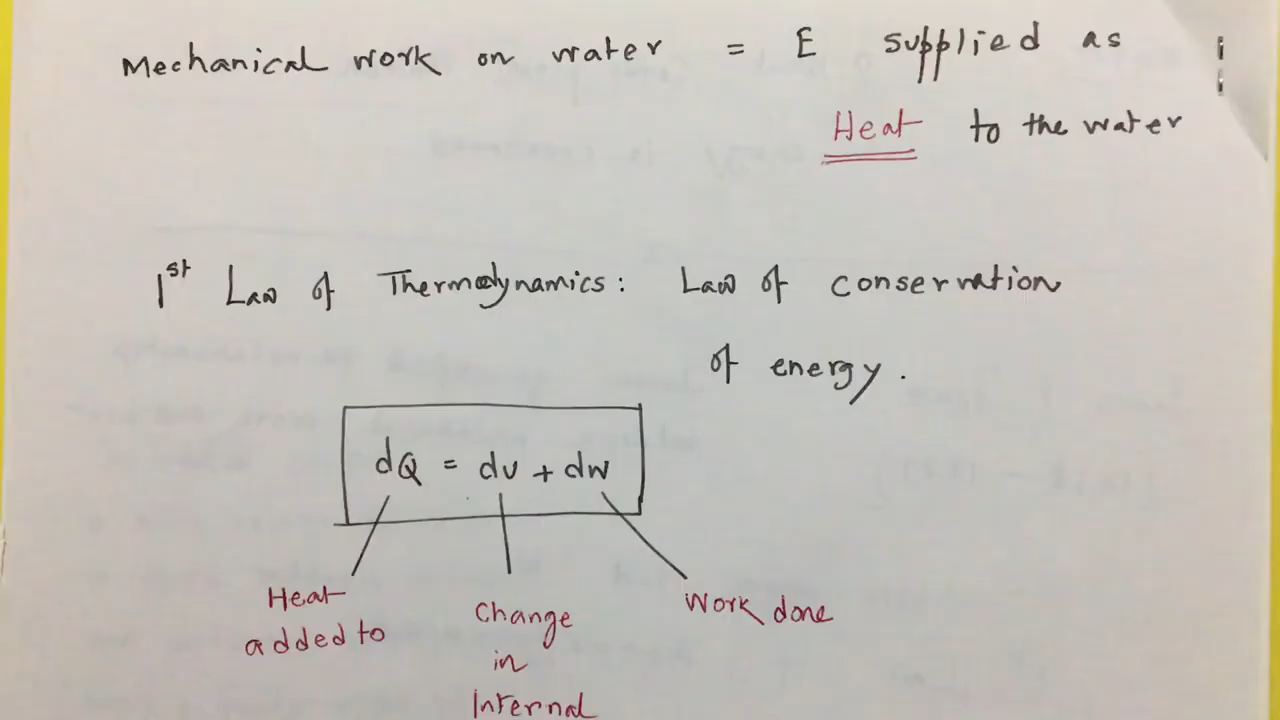 Mechanical work on water = E supplied as
Heat to the water
1st Law of Thermodynamics: Law of conservation
of energy.
dQ = du + dw
Heat
added to
Change
in
Internal
Work done